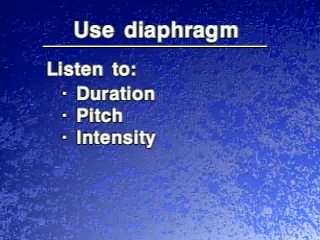 Use diaphragm
Listen to:
· Duration
· Pitch
· Intensity